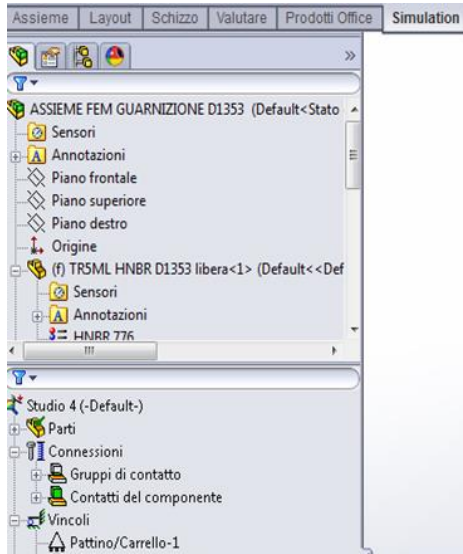 Assieme Layout Schizzo Valutare Prodotti Office Simulation
»
ASSIEME FEM GUARNIZIONE D1353 (Default<Stato
Sensori
A Annotazioni
Piano frontale
Piano superiore
Piano destro
Origine
(f) TR5ML HNBR D1353 libera<1> (Default<<Def
Sensori
A Annotazioni
HNBR 776
Studio 4 (-Default-)
Parti
Connessioni
Gruppi di contatto
Contatti del componente
Vincoli
Pattino/Carrello-1